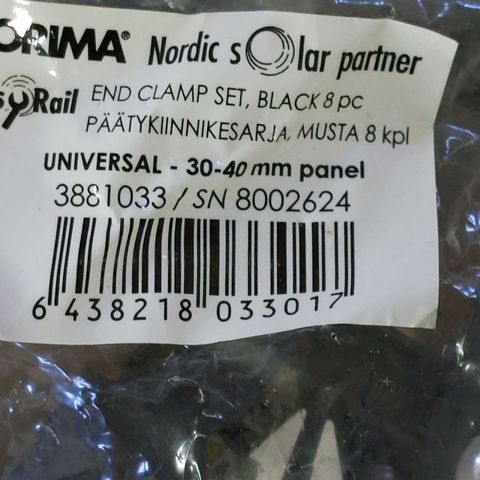 ORIMA® Nordic solar partner
syRail END CLAMP SET, BLACK 8 pc
PÄÄTYKIINNIKESARJA, MUSTA 8 kpl
UNIVERSAL - 30-40 mm panel
3881033 / SN 8002624
6 438218 033017